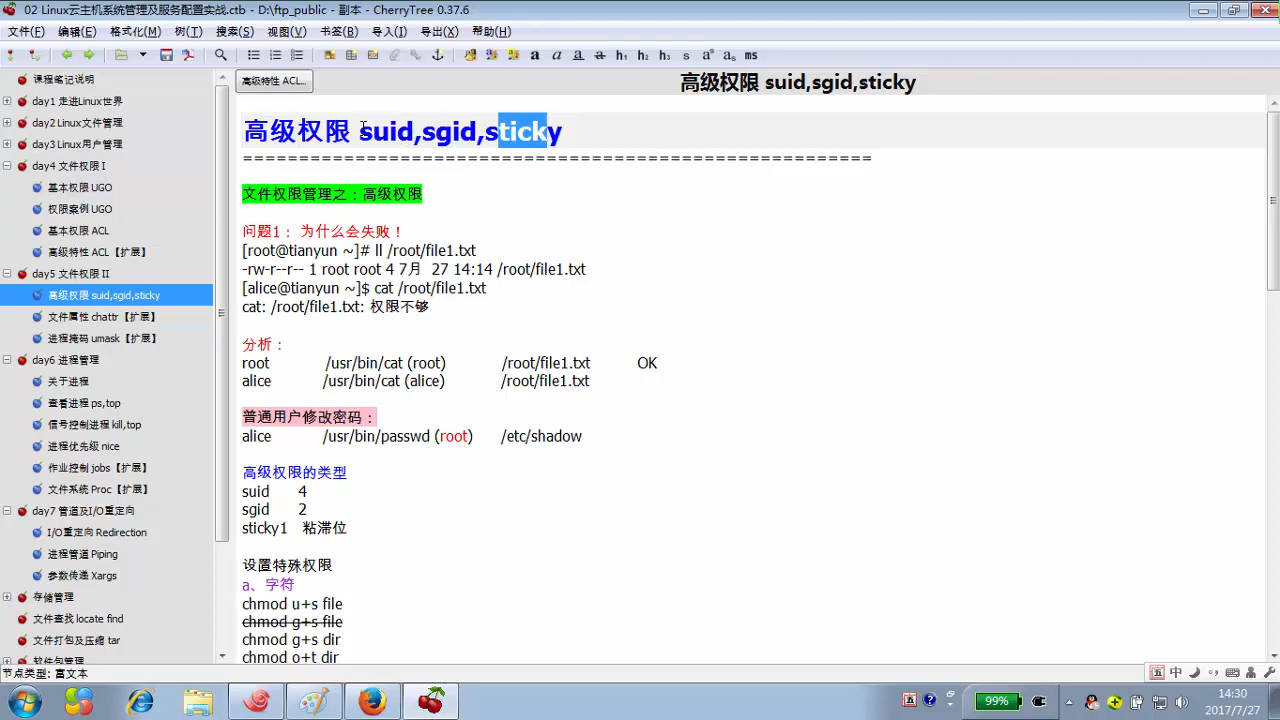 02 Linux云主机系统管理及服务配置实战.ctb - D:\ftp_public - 副本 - CherryTree 0.37.6
文件(F) 编辑(E) 格式化(M) 树(T) 搜索(S) 视图(V) 书签(B) 导入(I) 导出(X) 帮助(H)
a a a a h₁ h₂ h₃ s aˢ aₛ ms
课程笔记说明
day1 走进Linux世界
day2 Linux文件管理
day3 Linux用户管理
day4 文件权限 I
基本权限 UGO
权限案例 UGO
基本权限 ACL
高级特性 ACL【扩展】
day5 文件权限 II
高级权限 suid,sgid,sticky
文件属性 chattr【扩展】
进程掩码 umask【扩展】
day6 进程管理
关于进程
查看进程 ps,top
信号控制进程 kill,top
进程优先级 nice
作业控制 jobs【扩展】
文件系统 Proc【扩展】
day7 管道及I/O重定向
I/O重定向 Redirection
进程管道 Piping
参数传递 Xargs
存储管理
文件查找 locate find
文件打包及压缩 tar
软件包管理
高级特性 ACL...
高级权限 suid,sgid,sticky
高级权限 suid,sgid,sticky
=========================================================
文件权限管理之：高级权限
问题1： 为什么会失败！
[root@tianyun ~]# ll /root/file1.txt
-rw-r--r-- 1 root root 4 7月 27 14:14 /root/file1.txt
[alice@tianyun ~]$ cat /root/file1.txt
cat: /root/file1.txt: 权限不够
分析：
root /usr/bin/cat (root) /root/file1.txt OK
alice /usr/bin/cat (alice) /root/file1.txt
普通用户修改密码：
alice /usr/bin/passwd (root) /etc/shadow
高级权限的类型
suid 4
sgid 2
sticky1 粘滞位
设置特殊权限
a、字符
chmod u+s file
chmod g+s file
chmod g+s dir
chmod o+t dir
节点类型: 富文本
五 中
99%
14:30
2017/7/27